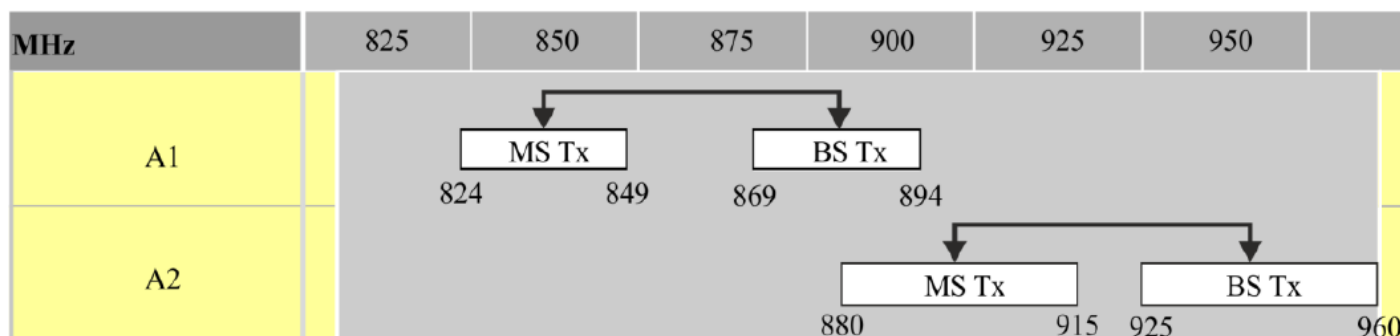 MHz 825 850 875 900 925 950
A1 MS Tx BS Tx
824 849 869 894
A2 MS Tx BS Tx
880 915 925 960